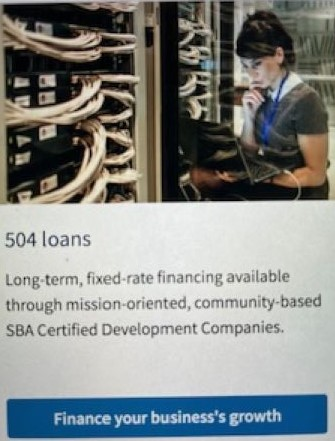 504 loans
Long-term, fixed-rate financing available
through mission-oriented, community-based
SBA Certified Development Companies.
Finance your business's growth